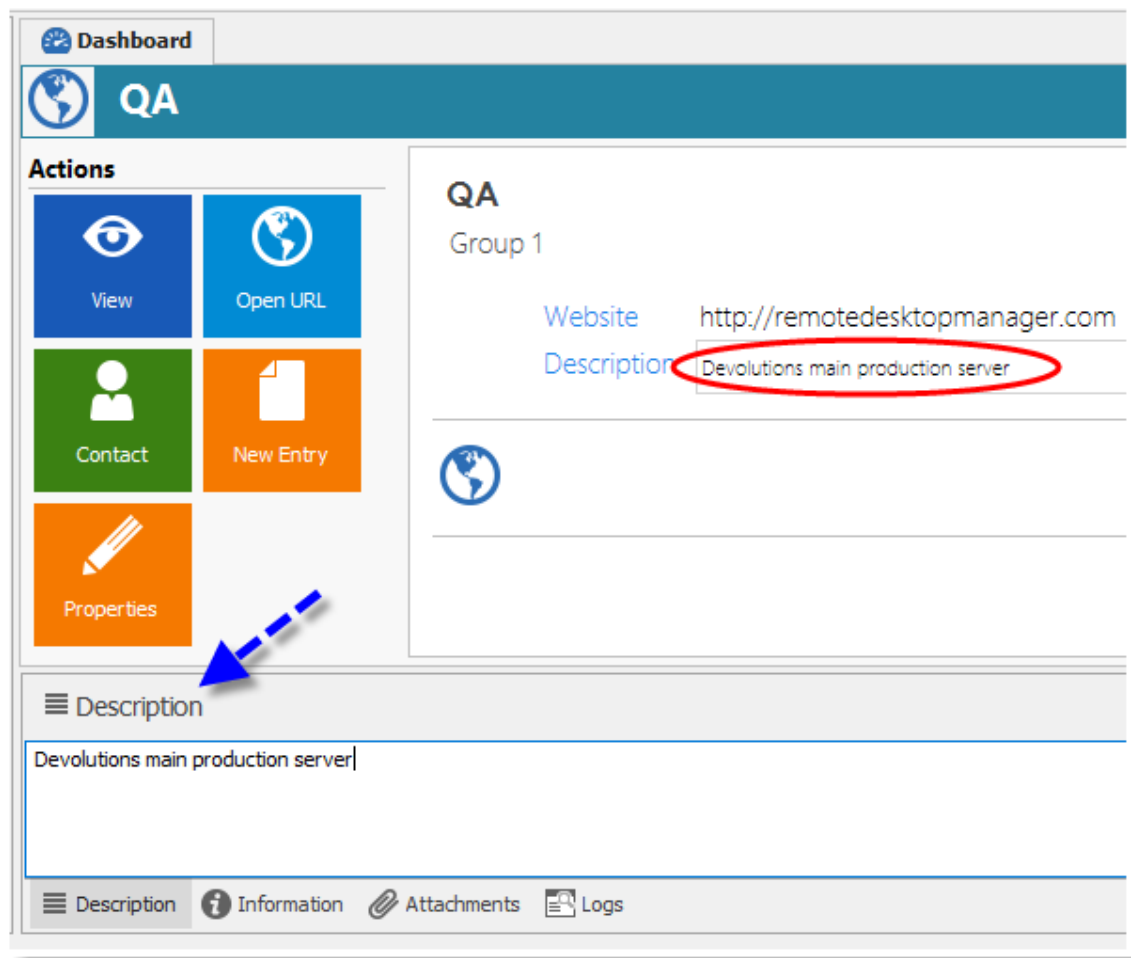 Dashboard
QA
Actions
View
Open URL
Contact
New Entry
Properties
QA
Group 1
Website http://remotedesktopmanager.com
Description Devolutions main production server
Description
Devolutions main production server
Description Information Attachments Logs